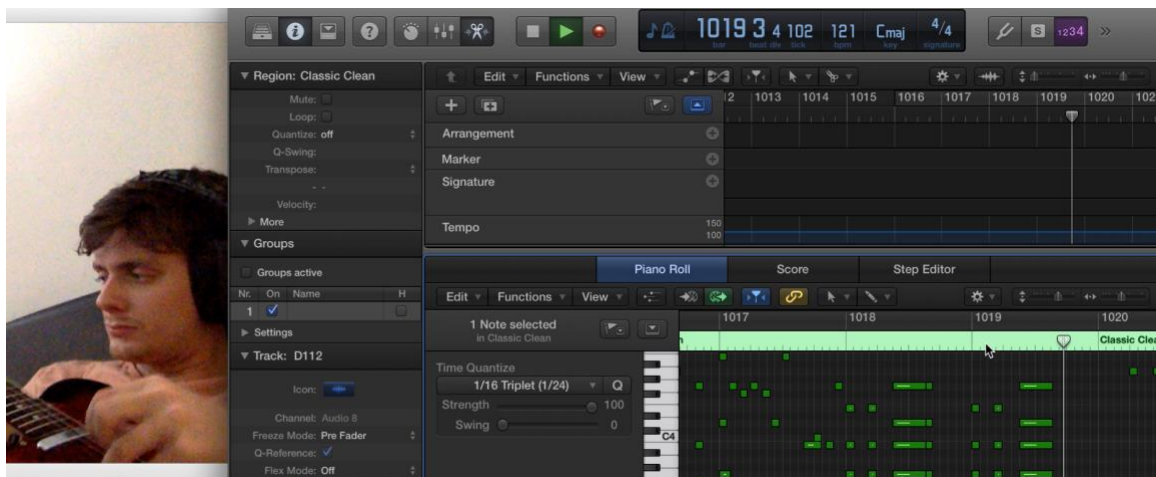 1019 3 4 102 121 Cmaj 4/4
bar beat div tick bpm key signature
S 1234
Region: Classic Clean
Mute:
Loop:
Quantize: off
Q-Swing:
Transpose:
- -
Velocity:
More
Groups
Groups active
Nr. On Name H
1
Settings
Track: D112
Icon:
Channel: Audio 8
Freeze Mode: Pre Fader
Q-Reference:
Flex Mode: Off
Edit Functions View
2 1013 1014 1015 1016 1017 1018 1019 1020 102
Arrangement
Marker
Signature
Tempo 150
100
Piano Roll Score Step Editor
Edit Functions View
1017 1018 1019 1020
1 Note selected
in Classic Clean
Classic Clea
Time Quantize
1/16 Triplet (1/24) Q
Strength 100
Swing 0
C4